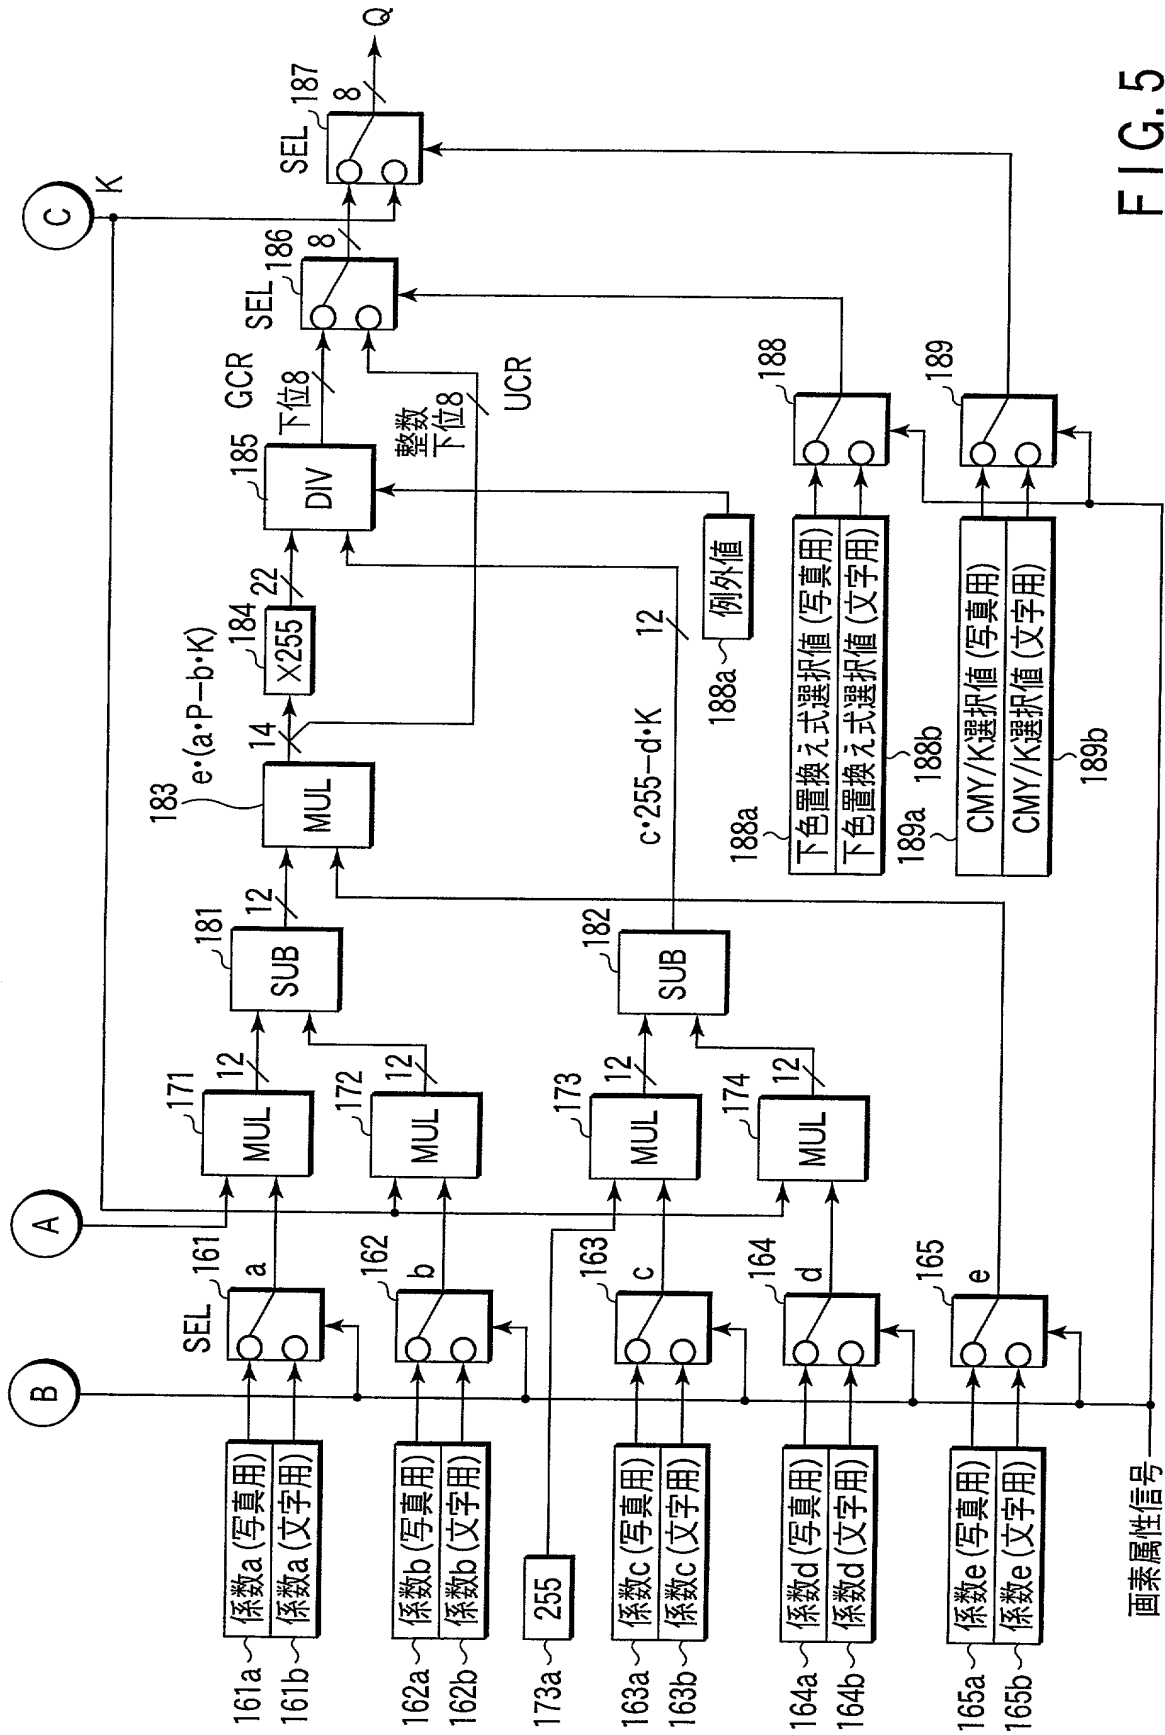 B
A
C
K
SEL
161
a
161a
係数a (写真用)
161b
係数a (文字用)
162
b
162a
係数b (写真用)
162b
係数b (文字用)
173a
255
163
c
163a
係数c (写真用)
163b
係数c (文字用)
164
d
164a
係数d (写真用)
164b
係数d (文字用)
165
e
165a
係数e (写真用)
165b
係数e (文字用)
画素属性信号
171
MUL
12
172
MUL
12
173
MUL
12
174
MUL
12
181
SUB
12
182
SUB
c・255−d・K
12
183
MUL
e・(a・P−b・K)
14
184
X255
22
185
DIV
GCR
下位8
整数
下位8
UCR
188a
例外値
SEL
186
8
SEL
187
8
Q
188a
下色置換え式選択値 (写真用)
下色置換え式選択値 (文字用)
188b
188
189a
CMY/K選択値 (写真用)
CMY/K選択値 (文字用)
189b
189
FIG. 5